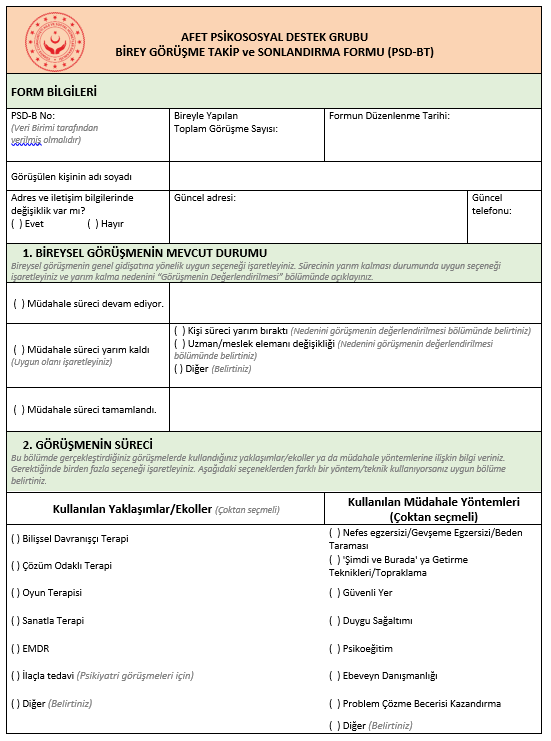 AFET PSİKOSOSYAL DESTEK GRUBU
BİREY GÖRÜŞME TAKİP ve SONLANDIRMA FORMU (PSD-BT)
FORM BİLGİLERİ
PSD-B No:
(Veri Birimi tarafından
verilmiş olmalıdır)
Bireyle Yapılan
Toplam Görüşme Sayısı:
Formun Düzenlenme Tarihi:
Görüşülen kişinin adı soyadı
Adres ve iletişim bilgilerinde
değişiklik var mı?
( ) Evet ( ) Hayır
Güncel adresi:
Güncel
telefonu:
1. BİREYSEL GÖRÜŞMENİN MEVCUT DURUMU
Bireysel görüşmenin genel gidişatına yönelik uygun seçeneği işaretleyiniz. Sürecinin yarım kalması durumunda uygun seçeneği
işaretleyiniz ve yarım kalma nedenini “Görüşmenin Değerlendirilmesi” bölümünde açıklayınız.
( ) Müdahale süreci devam ediyor.
( ) Müdahale süreci yarım kaldı
(Uygun olanı işaretleyiniz)
( ) Kişi süreci yarım bıraktı (Nedenini görüşmenin değerlendirilmesi bölümünde belirtiniz)
( ) Uzman/meslek elemanı değişikliği (Nedenini görüşmenin değerlendirilmesi
bölümünde belirtiniz)
( ) Diğer (Belirtiniz)
( ) Müdahale süreci tamamlandı.
2. GÖRÜŞMENİN SÜRECİ
Bu bölümde gerçekleştirdiğiniz görüşmelerde kullandığınız yaklaşımlar/ekoller ya da müdahale yöntemlerine ilişkin bilgi veriniz.
Gerektiğinde birden fazla seçeneği işaretleyiniz. Aşağıdaki seçeneklerden farklı bir yöntem/teknik kullanıyorsanız uygun bölüme
belirtiniz.
Kullanılan Yaklaşımlar/Ekoller (Çoktan seçmeli)
Kullanılan Müdahale Yöntemleri
(Çoktan seçmeli)
( ) Bilişsel Davranışçı Terapi
( ) Çözüm Odaklı Terapi
( ) Oyun Terapisi
( ) Sanatla Terapi
( ) EMDR
( ) İlaçla tedavi (Psikiyatri görüşmeleri için)
( ) Diğer (Belirtiniz)
( ) Nefes egzersizi/Gevşeme Egzersizi/Beden
Taraması
( ) 'Şimdi ve Burada' ya Getirme
Teknikleri/Topraklama
( ) Güvenli Yer
( ) Duygu Sağaltımı
( ) Psikoeğitim
( ) Ebeveyn Danışmanlığı
( ) Problem Çözme Becerisi Kazandırma
( ) Diğer (Belirtiniz)